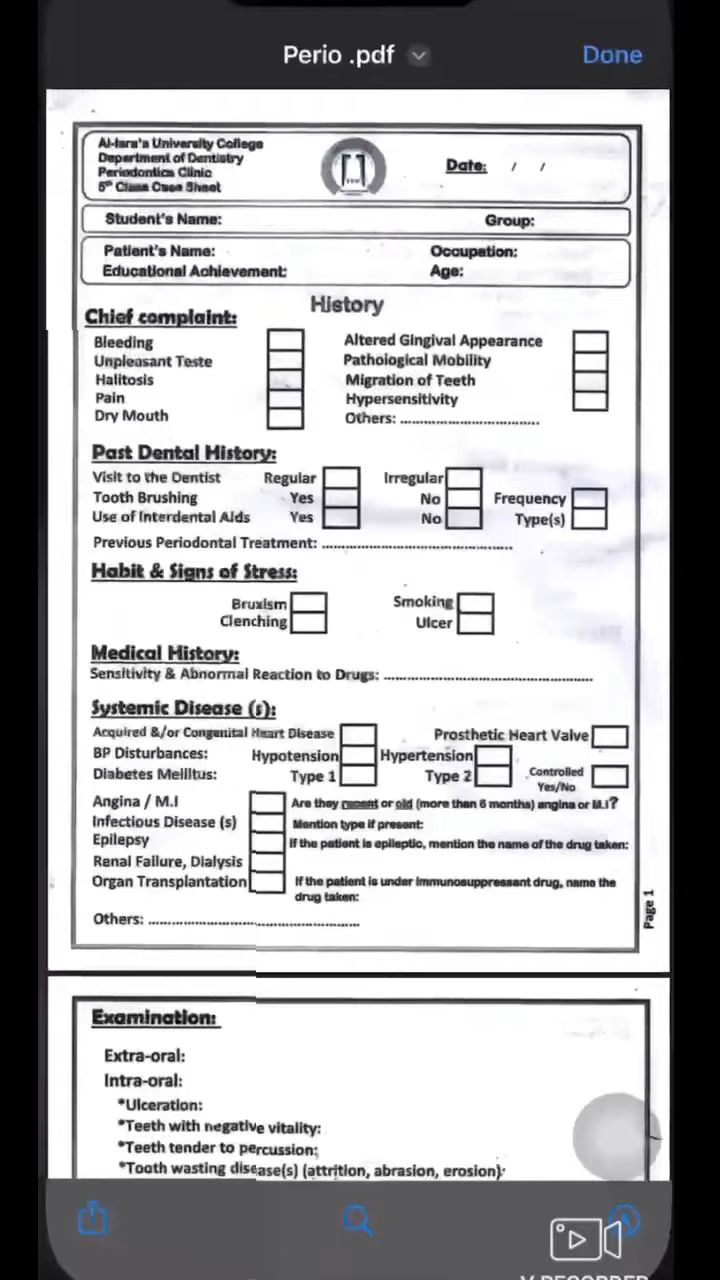 Perio .pdf
Done
Al-Isra'a University College
Department of Dentistry
Periodontics Clinic
5th Class Case Sheet
Date: / /
Student's Name: Group:
Patient's Name: Occupation:
Educational Achievement: Age:
History
Chief complaint:
Bleeding Altered Gingival Appearance
Unpleasant Teste Pathological Mobility
Halitosis Migration of Teeth
Pain Hypersensitivity
Dry Mouth Others: ....................................
Past Dental History:
Visit to the Dentist Regular Irregular
Tooth Brushing Yes No Frequency
Use of Interdental Aids Yes No Type(s)
Previous Periodontal Treatment: ..................................................
Habit & Signs of Stress:
Bruxism Smoking
Clenching Ulcer
Medical History:
Sensitivity & Abnormal Reaction to Drugs: .......................................................
Systemic Disease (s):
Acquired &/or Congenital Heart Disease Prosthetic Heart Valve
BP Disturbances: Hypotension Hypertension
Diabetes Mellitus: Type 1 Type 2 Controlled Yes/No
Angina / M.I Are they recent or old (more than 6 months) angina or M.I?
Infectious Disease (s) Mention type if present:
Epilepsy If the patient is epileptic, mention the name of the drug taken:
Renal Failure, Dialysis
Organ Transplantation If the patient is under immunosuppressant drug, name the
drug taken:
Others: .......................................................
Page 1
Examination:
Extra-oral:
Intra-oral:
*Ulceration:
*Teeth with negative vitality:
*Teeth tender to percussion:
*Tooth wasting disease(s) (attrition, abrasion, erosion):
V RECORDER